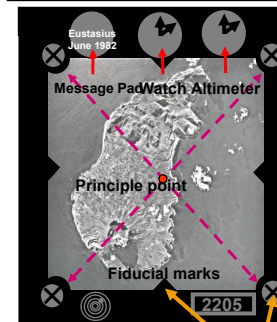 Eustasius
June 1982
Message Pad Watch Altimeter
Principle point
Fiducial marks
2205